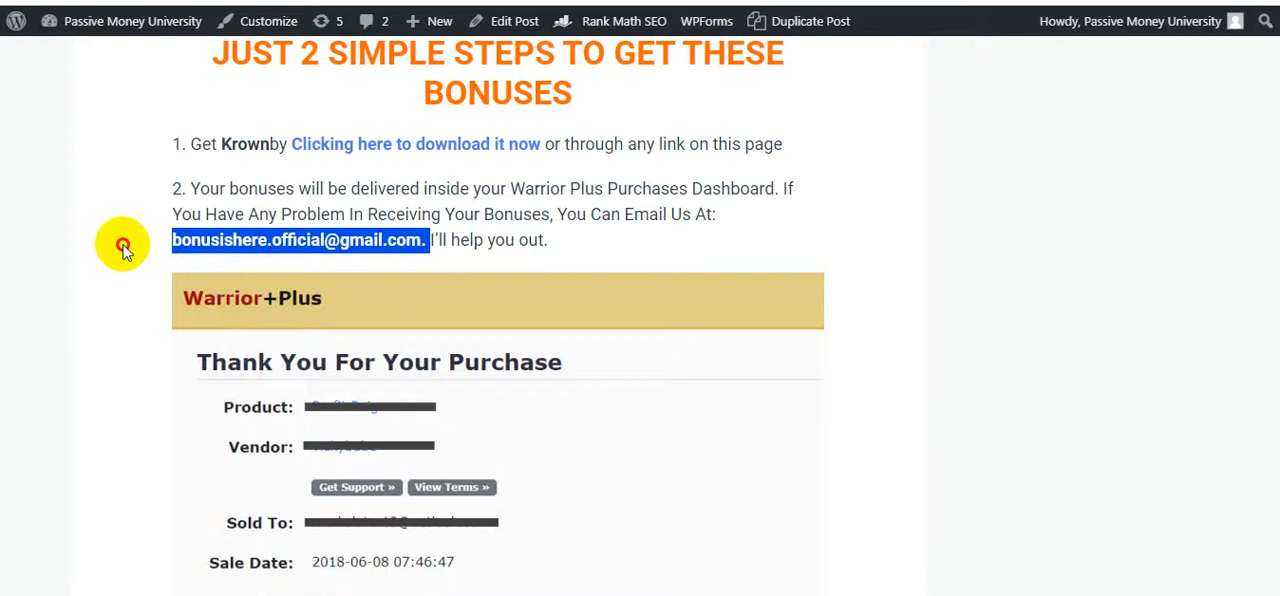 Passive Money University Customize 5 2 New Edit Post Rank Math SEO WPForms Duplicate Post Howdy, Passive Money University
JUST 2 SIMPLE STEPS TO GET THESE
BONUSES
1. Get Krownby Clicking here to download it now or through any link on this page
2. Your bonuses will be delivered inside your Warrior Plus Purchases Dashboard. If
You Have Any Problem In Receiving Your Bonuses, You Can Email Us At:
bonusishere.official@gmail.com. I’ll help you out.
Warrior+Plus
Thank You For Your Purchase
Product:
Vendor:
Get Support » View Terms »
Sold To:
Sale Date: 2018-06-08 07:46:47